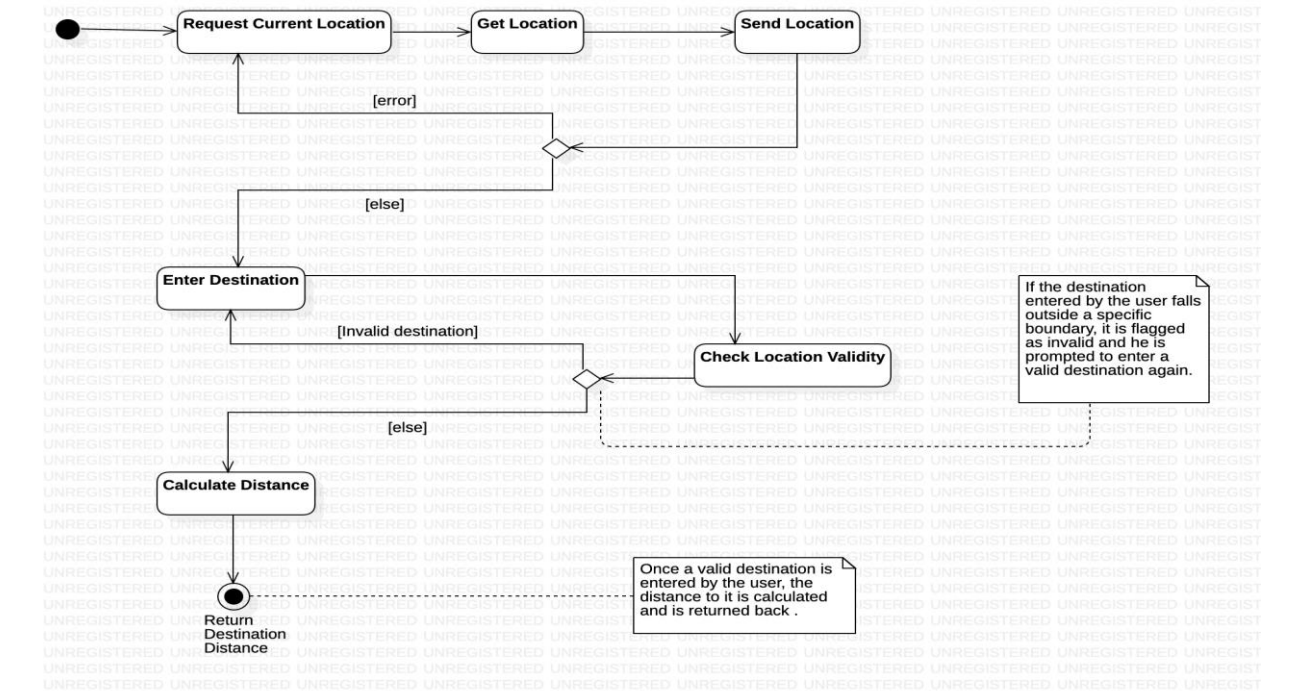 Request Current Location
Get Location
Send Location
[error]
[else]
Enter Destination
[Invalid destination]
Check Location Validity
If the destination
entered by the user falls
outside a specific
boundary, it is flagged
as invalid and he is
prompted to enter a
valid destination again.
[else]
Calculate Distance
Once a valid destination is
entered by the user, the
distance to it is calculated
and is returned back .
Return
Destination
Distance
UNREGISTERED